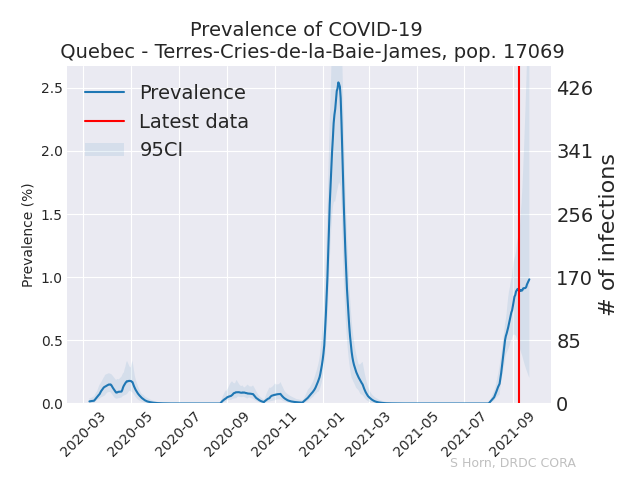 Prevalence of COVID-19
Quebec - Terres-Cries-de-la-Baie-James, pop. 17069
Prevalence
Latest data
95CI
Prevalence (%)
2.5
2.0
1.5
1.0
0.5
0.0
426
341
256
170
85
0
# of infections
2020-03
2020-05
2020-07
2020-09
2020-11
2021-01
2021-03
2021-05
2021-07
2021-09
S Horn, DRDC CORA